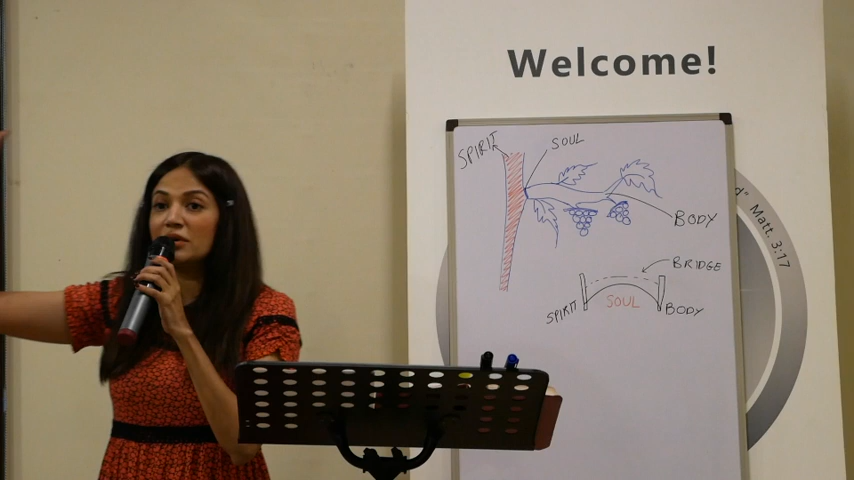 Welcome!
SPIRIT
SOUL
BODY
d" Matt. 3:17
BRIDGE
SPIRIT
SOUL
BODY